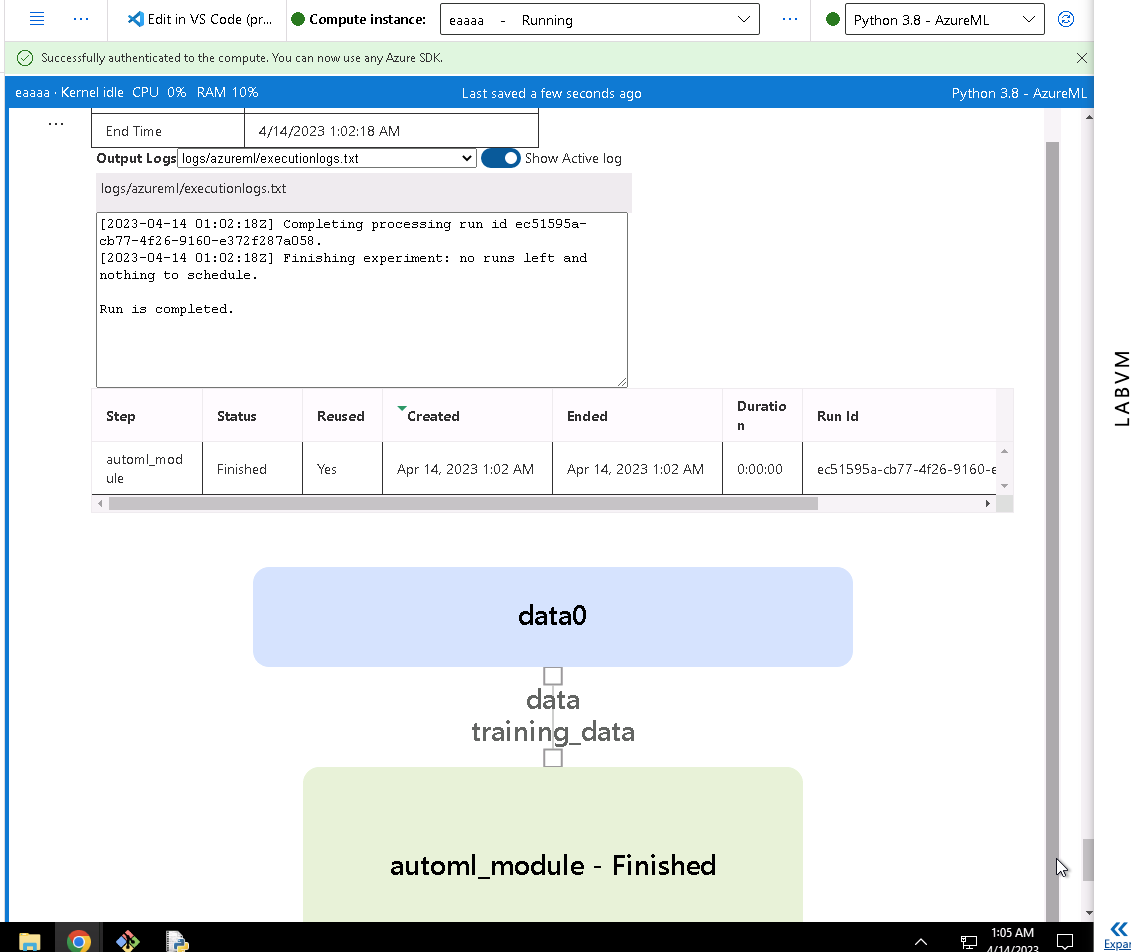 ... Edit in VS Code (pr... Compute instance: eaaaa - Running ... Python 3.8 - AzureML
Successfully authenticated to the compute. You can now use any Azure SDK.
eaaaa · Kernel idle CPU 0% RAM 10% Last saved a few seconds ago Python 3.8 - AzureML
...
End Time 4/14/2023 1:02:18 AM
Output Logs logs/azureml/executionlogs.txt Show Active log
logs/azureml/executionlogs.txt
[2023-04-14 01:02:18Z] Completing processing run id ec51595a-
cb77-4f26-9160-e372f287a058.
[2023-04-14 01:02:18Z] Finishing experiment: no runs left and
nothing to schedule.
Run is completed.
Step Status Reused Created Ended Duratio
n Run Id
automl_mod
ule Finished Yes Apr 14, 2023 1:02 AM Apr 14, 2023 1:02 AM 0:00:00 ec51595a-cb77-4f26-9160-e
data0
data
training_data
automl_module - Finished
LABVM
1:05 AM
4/14/2023
Expar